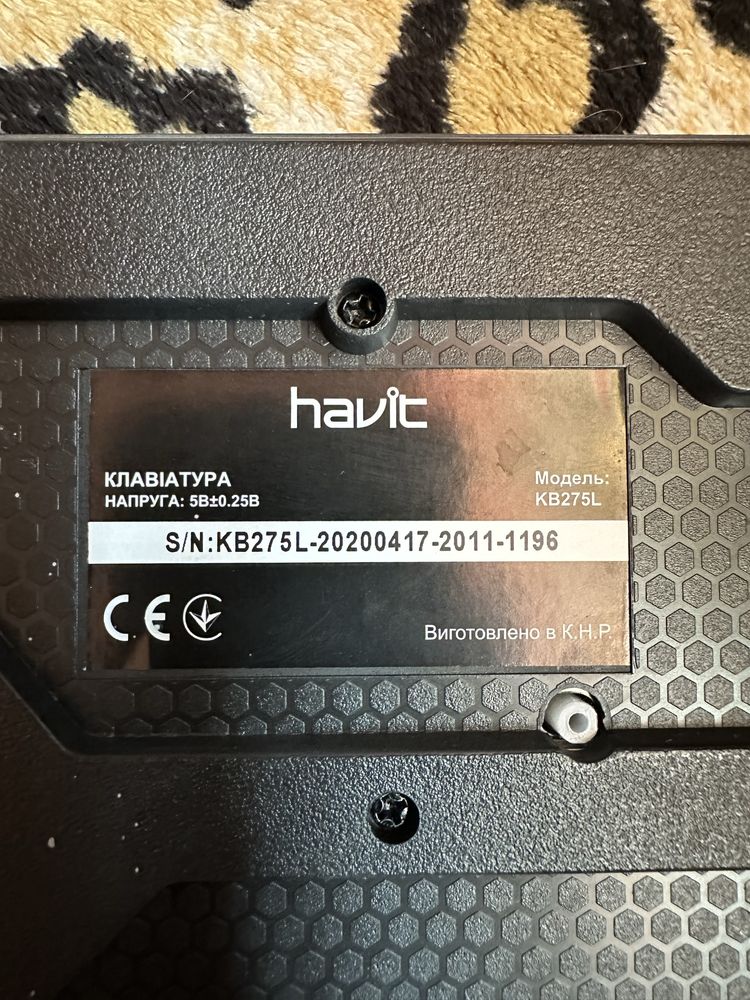 havit
КЛАВІАТУРА
НАПРУГА: 5В±0.25В
Модель:
KB275L
S/N:KB275L-20200417-2011-1196
CE
Виготовлено в К.Н.Р.